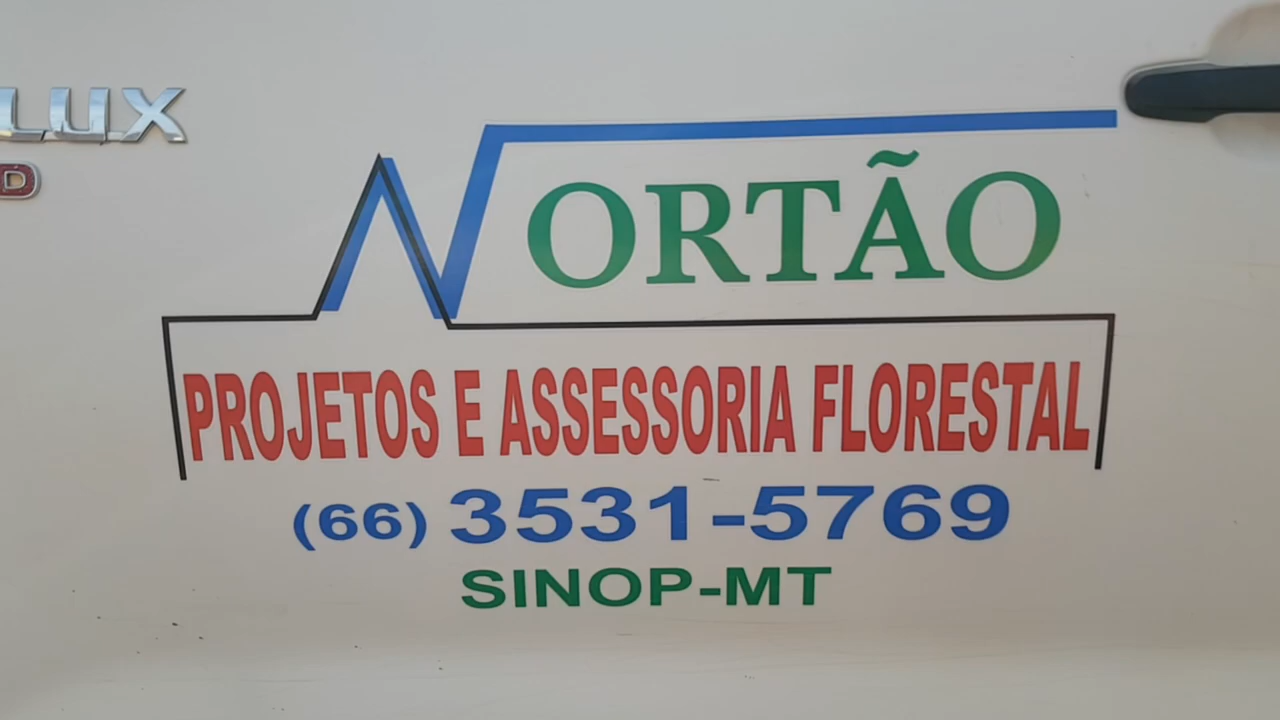 LUX
D
NORTÃO
PROJETOS E ASSESSORIA FLORESTAL
(66) 3531-5769
SINOP-MT